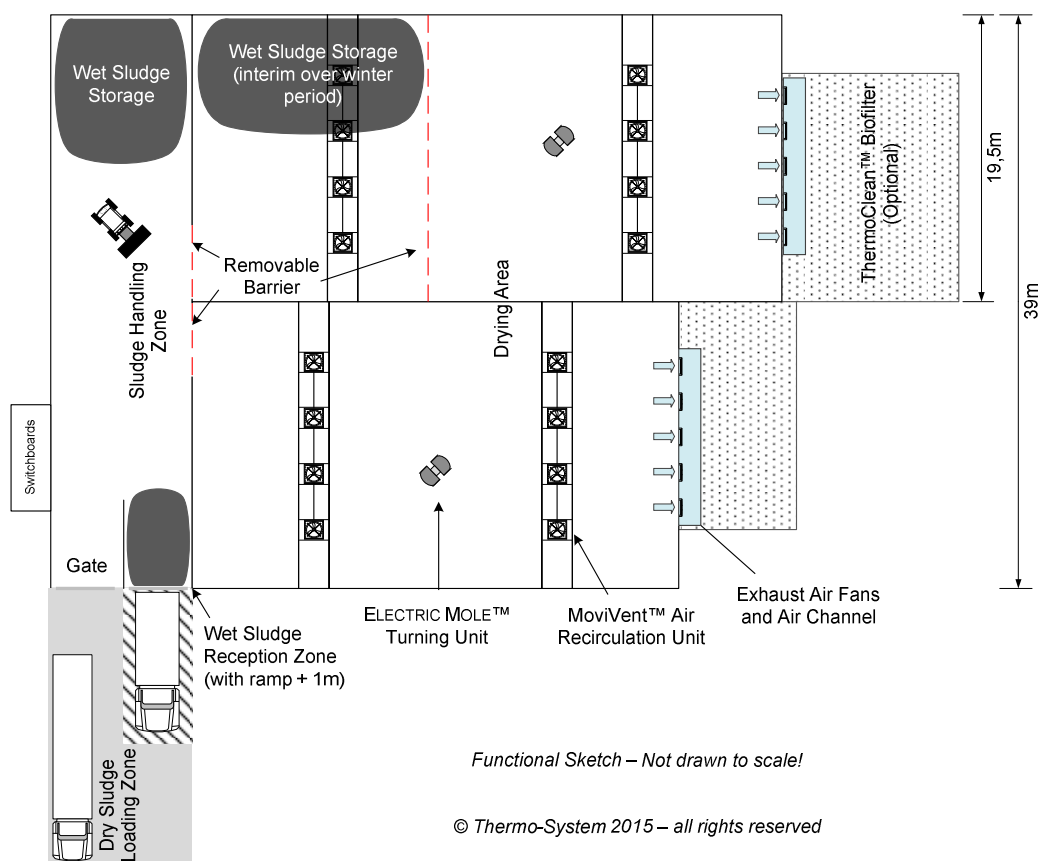 Wet Sludge
Storage
Wet Sludge Storage
(interim over winter
period)
ThermoClean™ Biofilter
(Optional)
19,5m
39m
Removable
Barrier
Sludge Handling
Zone
Drying Area
Switchboards
Gate
Wet Sludge
Reception Zone
(with ramp + 1m)
ELECTRIC MOLE™
Turning Unit
MoviVent™ Air
Recirculation Unit
Exhaust Air Fans
and Air Channel
Dry Sludge
Loading Zone
Functional Sketch – Not drawn to scale!
© Thermo-System 2015 – all rights reserved